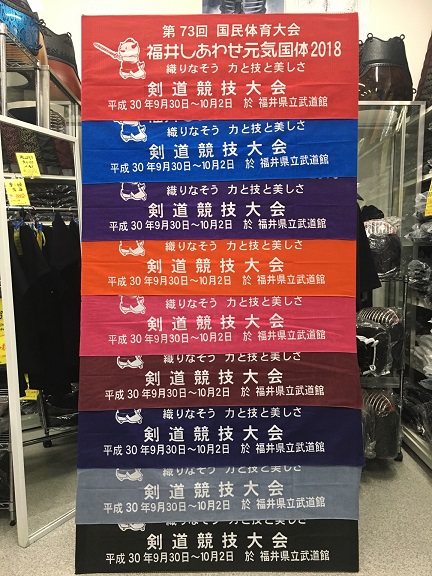 第73回 国民体育大会
福井しあわせ元気国体2018
織りなそう 力と技と美しさ
剣道競技大会
平成30年9月30日～10月2日 於 福井県立武道館
織りなそう 力と技と美しさ
剣道競技大会
平成30年9月30日～10月2日 於 福井県立武道館
織りなそう 力と技と美しさ
剣道競技大会
平成30年9月30日～10月2日 於 福井県立武道館
織りなそう 力と技と美しさ
剣道競技大会
平成30年9月30日～10月2日 於 福井県立武道館
織りなそう 力と技と美しさ
剣道競技大会
平成30年9月30日～10月2日 於 福井県立武道館
織りなそう 力と技と美しさ
剣道競技大会
平成30年9月30日～10月2日 於 福井県立武道館
織りなそう 力と技と美しさ
剣道競技大会
平成30年9月30日～10月2日 於 福井県立武道館
織りなそう 力と技と美しさ
剣道競技大会
平成30年9月30日～10月2日 於 福井県立武道館
織りなそう 力と技と美しさ
剣道競技大会
平成30年9月30日～10月2日 於 福井県立武道館